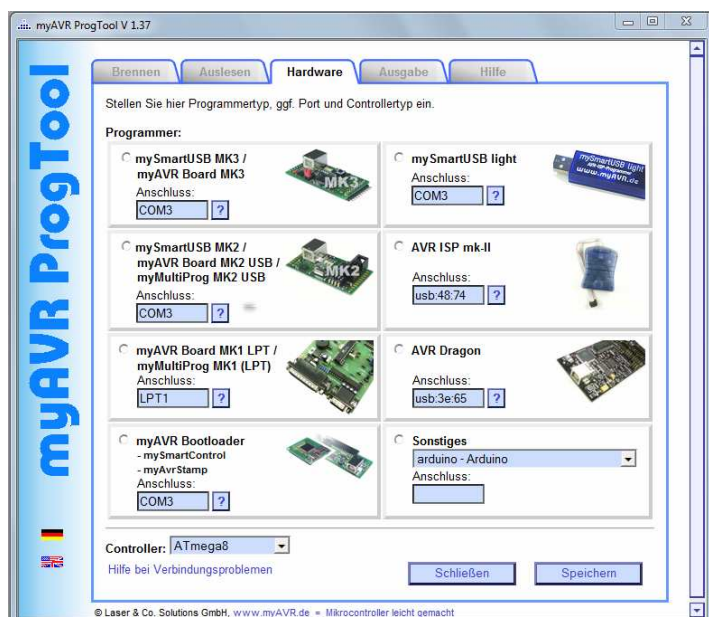 myAVR ProgTool V 1.37
myAVR ProgTool
Brennen
Auslesen
Hardware
Ausgabe
Hilfe
Stellen Sie hier Programmertyp, ggf. Port und Controllertyp ein.
Programmer:
mySmartUSB MK3 /
myAVR Board MK3
Anschluss:
COM3 ?
MK3
mySmartUSB light
Anschluss:
COM3 ?
mySmartUSB light
www.myAVR.de
mySmartUSB MK2 /
myAVR Board MK2 USB /
myMultiProg MK2 USB
Anschluss:
COM3 ?
MK2
AVR ISP mk-II
Anschluss:
usb:48:74 ?
myAVR Board MK1 LPT /
myMultiProg MK1 (LPT)
Anschluss:
LPT1 ?
AVR Dragon
Anschluss:
usb:3e:65 ?
myAVR Bootloader
- mySmartControl
- myAvrStamp
Anschluss:
COM3 ?
Sonstiges
arduino - Arduino
Anschluss:
Controller: ATmega8
Hilfe bei Verbindungsproblemen
Schließen
Speichern
© Laser & Co. Solutions GmbH, www.myAVR.de = Mikrocontroller leicht gemacht